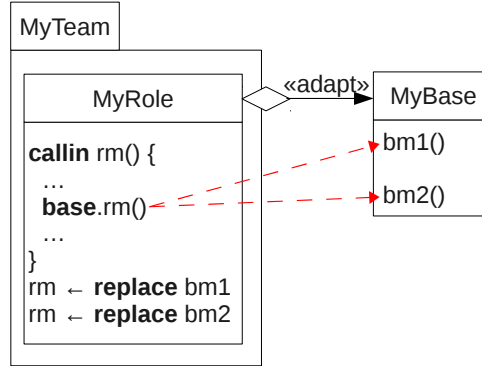 MyTeam
MyRole
«adapt»
MyBase
callin rm() {
…
base.rm()
…
}
rm ← replace bm1
rm ← replace bm2
bm1()
bm2()